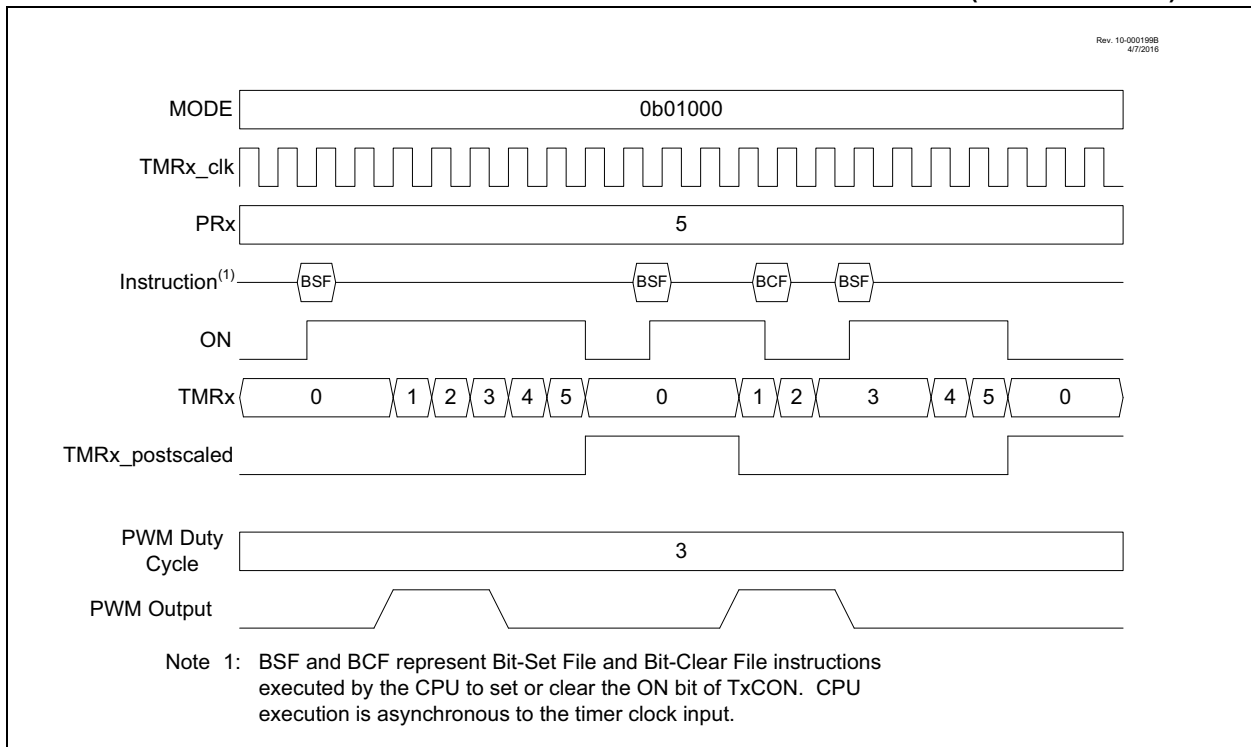 Rev. 10-000199B
4/7/2016
MODE 0b01000
TMRx_clk
PRx 5
Instruction(1) BSF BSF BCF BSF
ON
TMRx 0 1 2 3 4 5 0 1 2 3 4 5 0
TMRx_postscaled
PWM Duty
Cycle 3
PWM Output
Note 1: BSF and BCF represent Bit-Set File and Bit-Clear File instructions
executed by the CPU to set or clear the ON bit of TxCON. CPU
execution is asynchronous to the timer clock input.